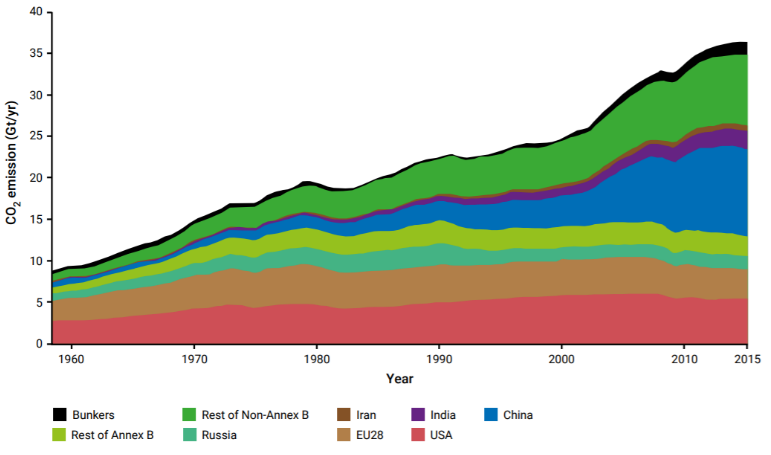 40
35
30
25
20
15
10
5
0
CO2 emission (Gt/yr)
1960 1970 1980 1990 2000 2010 2015
Year
Bunkers Rest of Non-Annex B Iran India China
Rest of Annex B Russia EU28 USA